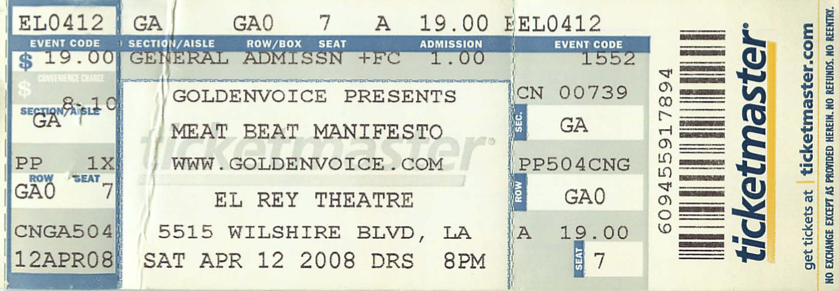 EL0412 GA GA0 7 A 19.00 EEL0412
EVENT CODE SECTION/AISLE ROW/BOX SEAT ADMISSION EVENT CODE
$ 19.00 GENERAL ADMISSN +FC 1.00 1552
CONVENIENCE CHARGE
$ 8.10
GOLDENVOICE PRESENTS
CN 00739
SECTION/AISLE
GA
MEAT BEAT MANIFESTO
SEC. GA
PP 1X
WWW.GOLDENVOICE.COM
PP504CNG
ROW SEAT
GA0 7
EL REY THEATRE
ROW GA0
CNGA504
5515 WILSHIRE BLVD, LA
A 19.00
12APR08
SAT APR 12 2008 DRS 8PM
SEAT 7
ticketmaster®
609455917894
ticketmaster®
get tickets at ticketmaster.com
NO EXCHANGE EXCEPT AS PROVIDED HEREIN. NO REFUNDS. NO REENTRY.